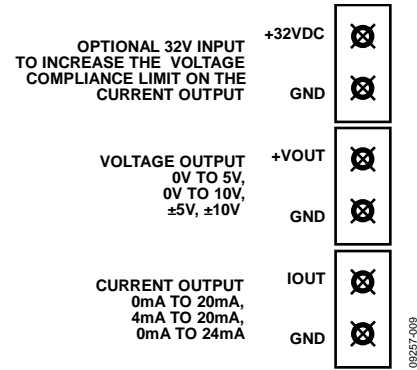 OPTIONAL 32V INPUT
TO INCREASE THE VOLTAGE
COMPLIANCE LIMIT ON THE
CURRENT OUTPUT
+32VDC
GND
VOLTAGE OUTPUT
0V TO 5V,
0V TO 10V,
±5V, ±10V
+VOUT
GND
CURRENT OUTPUT
0mA TO 20mA,
4mA TO 20mA,
0mA TO 24mA
IOUT
GND
09257-009